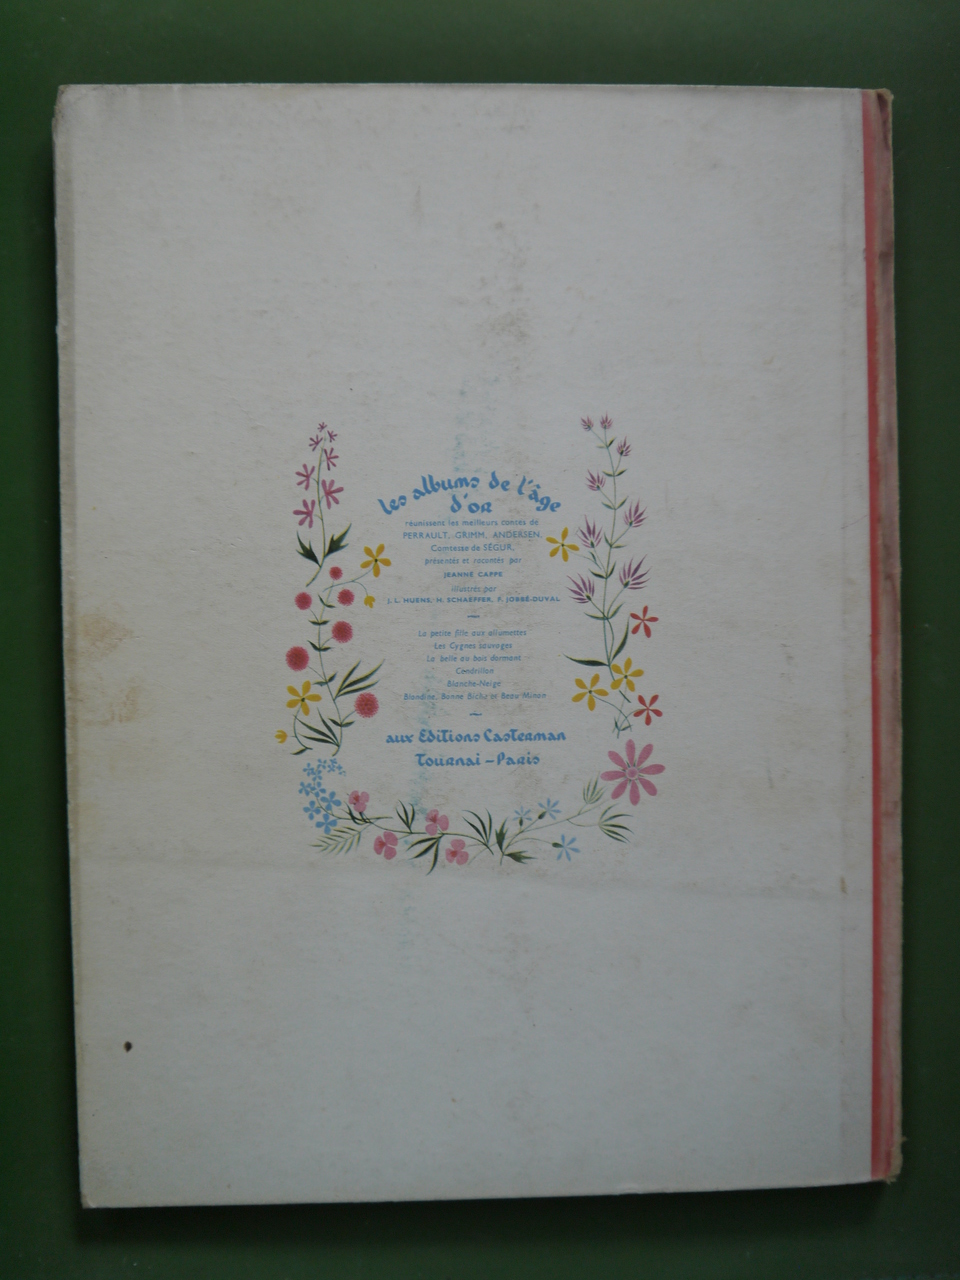 les albums de l'âge
d'or
réunissent les meilleurs contes de
PERRAULT, GRIMM, ANDERSEN,
Comtesse de SÉGUR,
présentés et racontés par
JEANNE CAPPE
illustrés par
J. L. HUENS, H. SCHAEFFER, F. JOBBÉ-DUVAL
La petite fille aux allumettes
Les Cygnes sauvages
La belle au bois dormant
Cendrillon
Blanche-Neige
Blondine, Bonne Biche et Beau Minon
aux Editions Casterman
Tournai - Paris